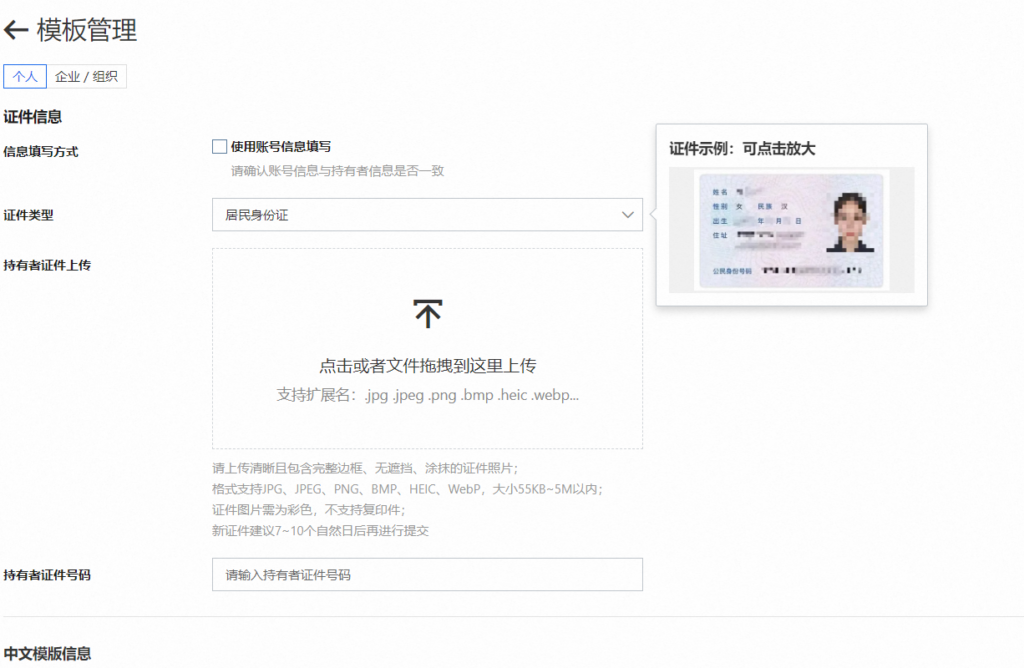 模板管理
个人
企业 / 组织
证件信息
信息填写方式
使用账号信息填写
请确认账号信息与持有者信息是否一致
证件类型
居民身份证
证件示例：可点击放大
姓名
性别 女 民族 汉
出生 年 月 日
住址
公民身份号码
持有者证件上传
点击或者文件拖拽到这里上传
支持扩展名：.jpg .jpeg .png .bmp .heic .webp...
请上传清晰且包含完整边框、无遮挡、涂抹的证件照片；
格式支持JPG、JPEG、PNG、BMP、HEIC、WebP，大小55KB~5M以内；
证件图片需为彩色，不支持复印件；
新证件建议7~10个自然日后再进行提交
持有者证件号码
请输入持有者证件号码
中文模版信息